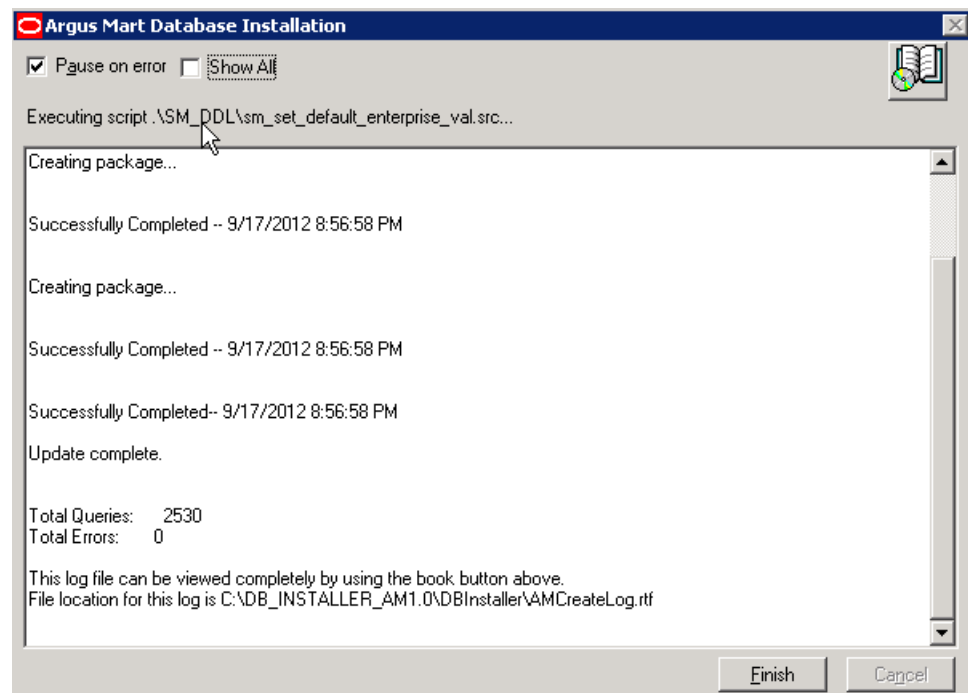 Argus Mart Database Installation
Pause on error Show All
Executing script .\SM_DDL\sm_set_default_enterprise_val.src...
Creating package...
Successfully Completed -- 9/17/2012 8:56:58 PM
Creating package...
Successfully Completed -- 9/17/2012 8:56:58 PM
Successfully Completed-- 9/17/2012 8:56:58 PM
Update complete.
Total Queries: 2530
Total Errors: 0
This log file can be viewed completely by using the book button above.
File location for this log is C:\DB_INSTALLER_AM1.0\DBInstaller\AMCreateLog.rtf
Finish Cancel